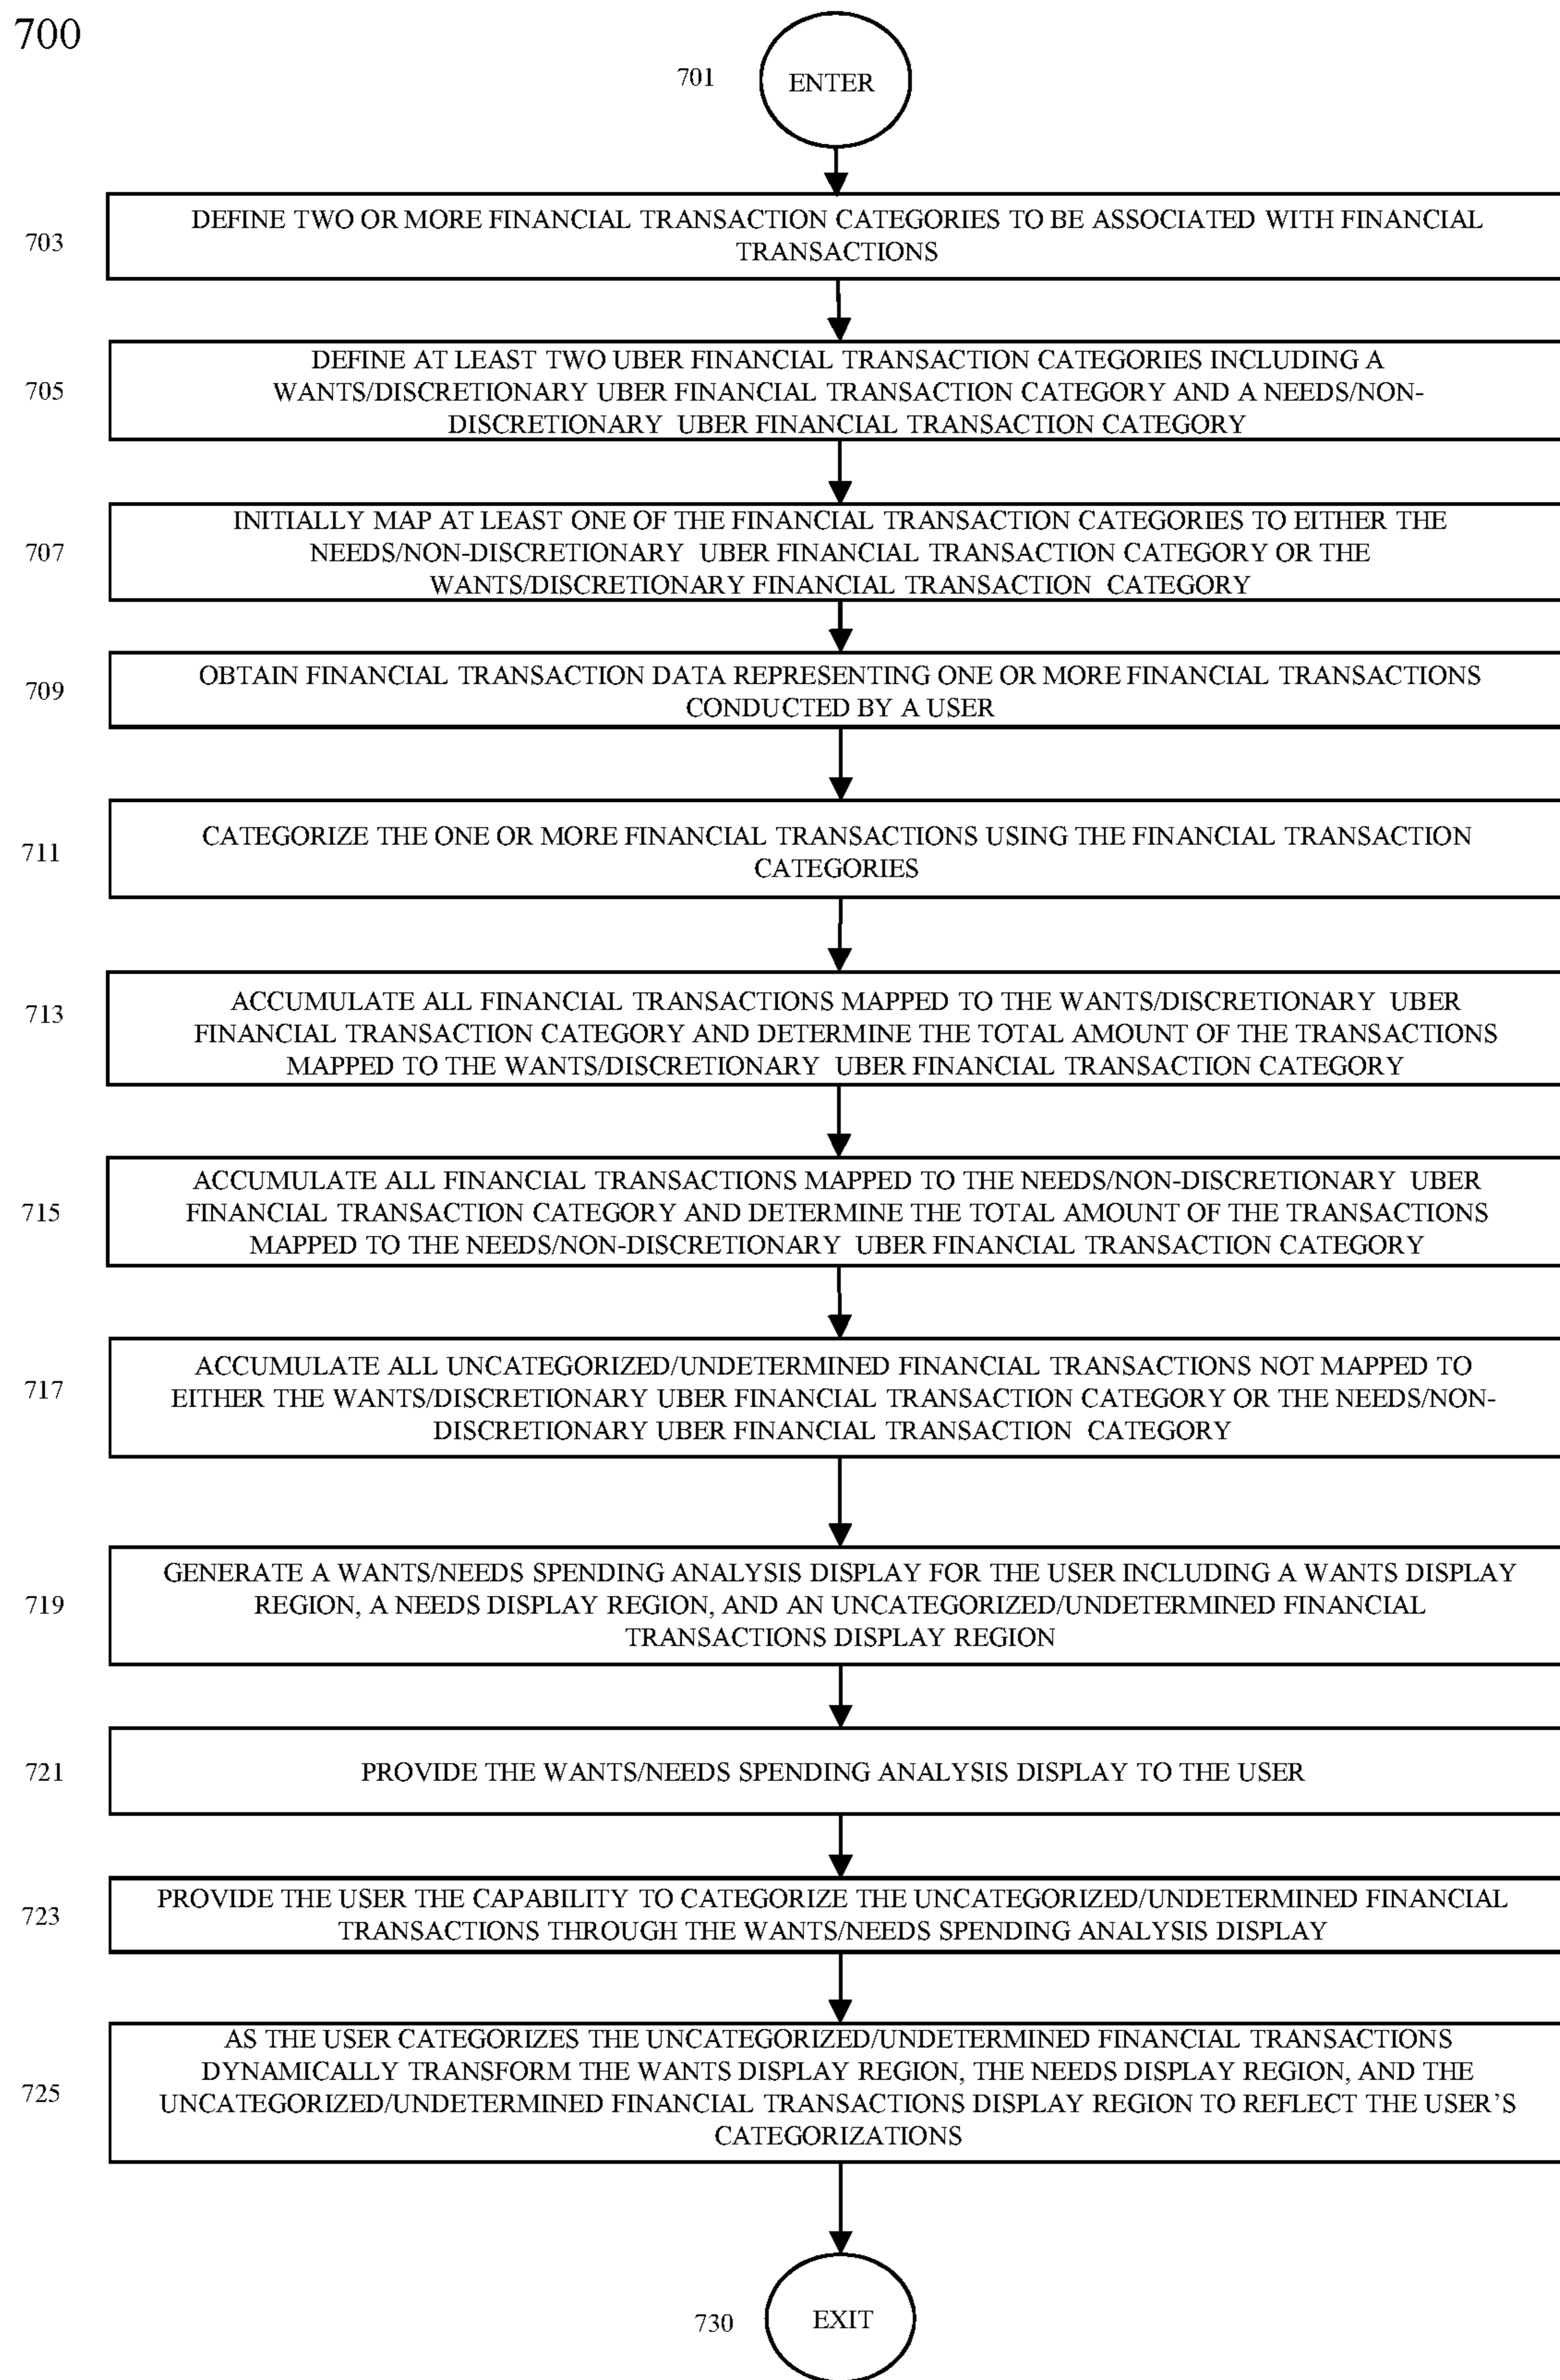 700
701
ENTER
703
DEFINE TWO OR MORE FINANCIAL TRANSACTION CATEGORIES TO BE ASSOCIATED WITH FINANCIAL
TRANSACTIONS
705
DEFINE AT LEAST TWO UBER FINANCIAL TRANSACTION CATEGORIES INCLUDING A
WANTS/DISCRETIONARY UBER FINANCIAL TRANSACTION CATEGORY AND A NEEDS/NON-
DISCRETIONARY UBER FINANCIAL TRANSACTION CATEGORY
707
INITIALLY MAP AT LEAST ONE OF THE FINANCIAL TRANSACTION CATEGORIES TO EITHER THE
NEEDS/NON-DISCRETIONARY UBER FINANCIAL TRANSACTION CATEGORY OR THE
WANTS/DISCRETIONARY FINANCIAL TRANSACTION CATEGORY
709
OBTAIN FINANCIAL TRANSACTION DATA REPRESENTING ONE OR MORE FINANCIAL TRANSACTIONS
CONDUCTED BY A USER
711
CATEGORIZE THE ONE OR MORE FINANCIAL TRANSACTIONS USING THE FINANCIAL TRANSACTION
CATEGORIES
713
ACCUMULATE ALL FINANCIAL TRANSACTIONS MAPPED TO THE WANTS/DISCRETIONARY UBER
FINANCIAL TRANSACTION CATEGORY AND DETERMINE THE TOTAL AMOUNT OF THE TRANSACTIONS
MAPPED TO THE WANTS/DISCRETIONARY UBER FINANCIAL TRANSACTION CATEGORY
715
ACCUMULATE ALL FINANCIAL TRANSACTIONS MAPPED TO THE NEEDS/NON-DISCRETIONARY UBER
FINANCIAL TRANSACTION CATEGORY AND DETERMINE THE TOTAL AMOUNT OF THE TRANSACTIONS
MAPPED TO THE NEEDS/NON-DISCRETIONARY UBER FINANCIAL TRANSACTION CATEGORY
717
ACCUMULATE ALL UNCATEGORIZED/UNDETERMINED FINANCIAL TRANSACTIONS NOT MAPPED TO
EITHER THE WANTS/DISCRETIONARY UBER FINANCIAL TRANSACTION CATEGORY OR THE NEEDS/NON-
DISCRETIONARY UBER FINANCIAL TRANSACTION CATEGORY
719
GENERATE A WANTS/NEEDS SPENDING ANALYSIS DISPLAY FOR THE USER INCLUDING A WANTS DISPLAY
REGION, A NEEDS DISPLAY REGION, AND AN UNCATEGORIZED/UNDETERMINED FINANCIAL
TRANSACTIONS DISPLAY REGION
721
PROVIDE THE WANTS/NEEDS SPENDING ANALYSIS DISPLAY TO THE USER
723
PROVIDE THE USER THE CAPABILITY TO CATEGORIZE THE UNCATEGORIZED/UNDETERMINED FINANCIAL
TRANSACTIONS THROUGH THE WANTS/NEEDS SPENDING ANALYSIS DISPLAY
725
AS THE USER CATEGORIZES THE UNCATEGORIZED/UNDETERMINED FINANCIAL TRANSACTIONS
DYNAMICALLY TRANSFORM THE WANTS DISPLAY REGION, THE NEEDS DISPLAY REGION, AND THE
UNCATEGORIZED/UNDETERMINED FINANCIAL TRANSACTIONS DISPLAY REGION TO REFLECT THE USER'S
CATEGORIZATIONS
730
EXIT